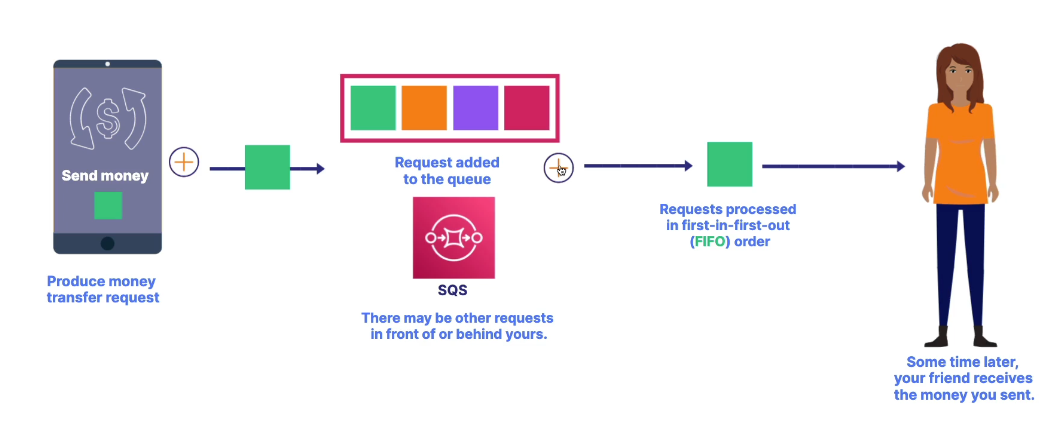 Send money
Produce money
transfer request
Request added
to the queue
SQS
There may be other requests
in front of or behind yours.
Requests processed
in first-in-first-out
(FIFO) order
Some time later,
your friend receives
the money you sent.